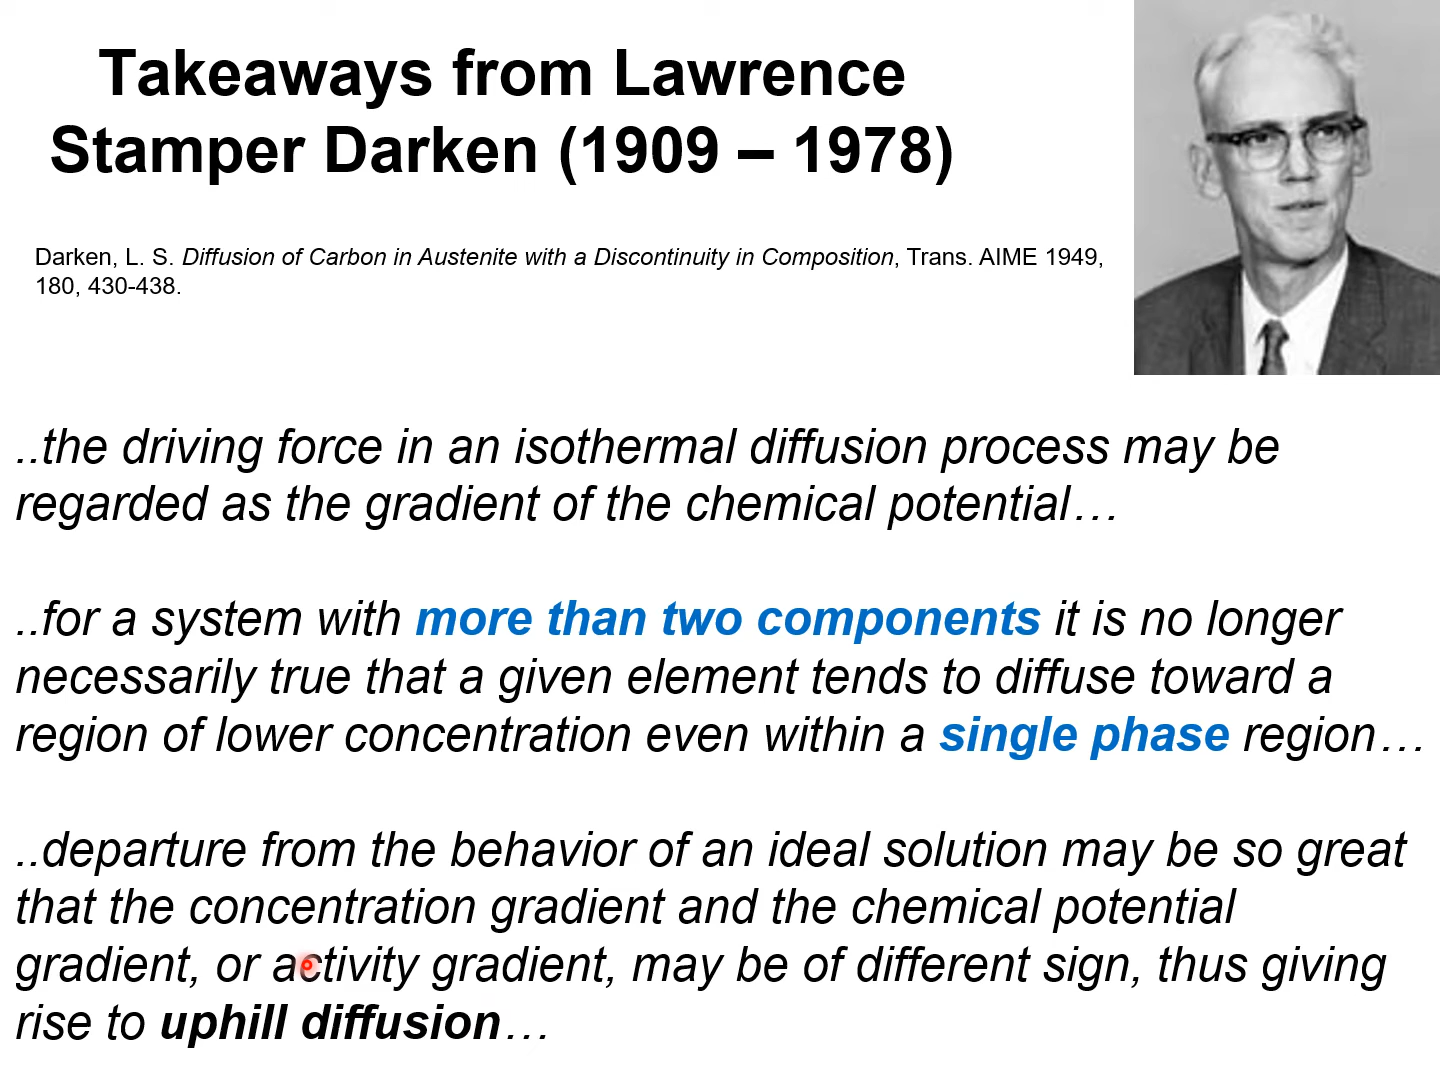 Takeaways from Lawrence
Stamper Darken (1909 – 1978)
Darken, L. S. Diffusion of Carbon in Austenite with a Discontinuity in Composition, Trans. AIME 1949,
180, 430-438.
..the driving force in an isothermal diffusion process may be
regarded as the gradient of the chemical potential…
..for a system with more than two components it is no longer
necessarily true that a given element tends to diffuse toward a
region of lower concentration even within a single phase region…
..departure from the behavior of an ideal solution may be so great
that the concentration gradient and the chemical potential
gradient, or activity gradient, may be of different sign, thus giving
rise to uphill diffusion…